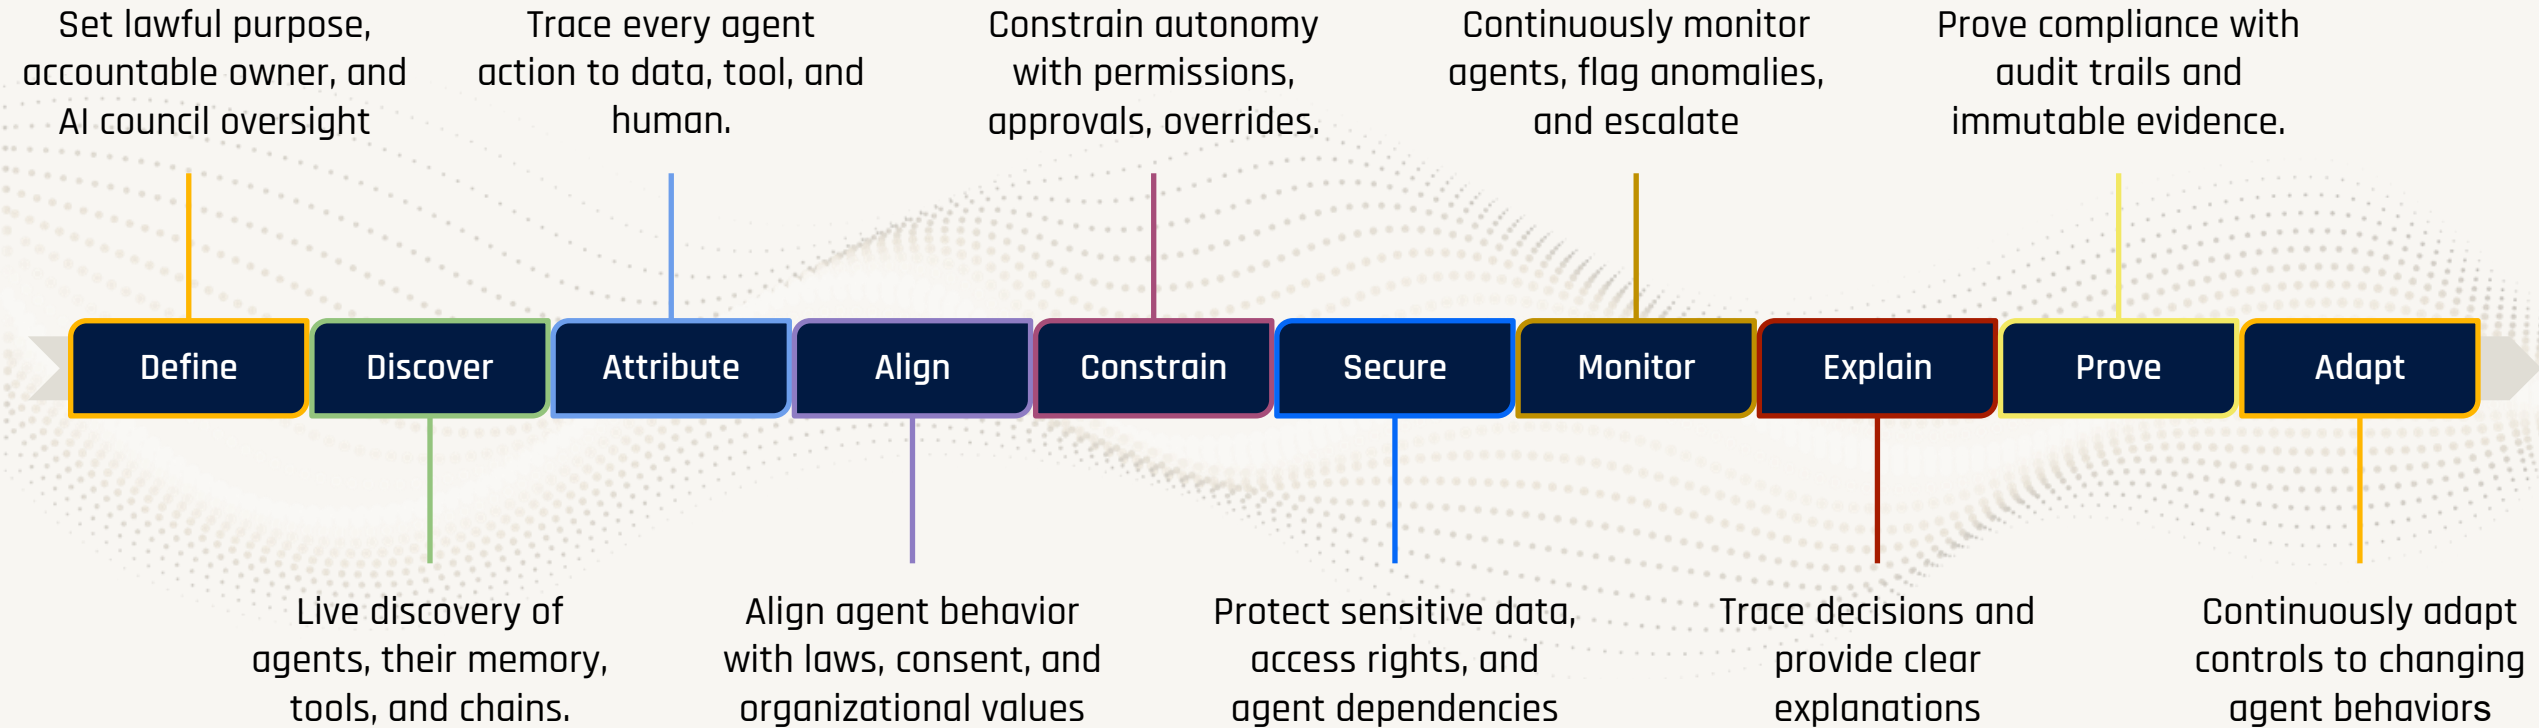 Set lawful purpose,
accountable owner, and
AI council oversight
Trace every agent
action to data, tool, and
human.
Constrain autonomy
with permissions,
approvals, overrides.
Continuously monitor
agents, flag anomalies,
and escalate
Prove compliance with
audit trails and
immutable evidence.
Define
Discover
Attribute
Align
Constrain
Secure
Monitor
Explain
Prove
Adapt
Live discovery of
agents, their memory,
tools, and chains.
Align agent behavior
with laws, consent, and
organizational values
Protect sensitive data,
access rights, and
agent dependencies
Trace decisions and
provide clear
explanations
Continuously adapt
controls to changing
agent behaviors